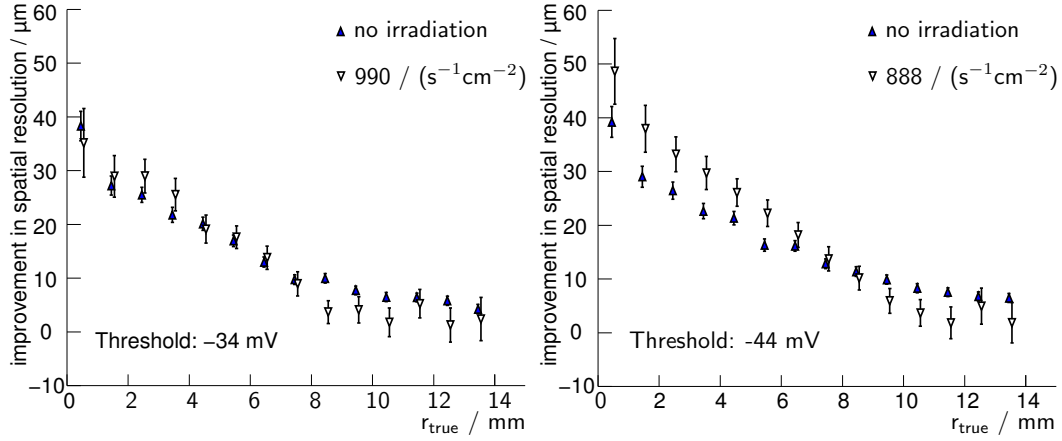 improvement in spatial resolution / µm
60
50
40
30
20
10
0
−10
no irradiation
990 / (s⁻¹cm⁻²)
Threshold: −34 mV
0 2 4 6 8 10 12 14
r_true / mm
improvement in spatial resolution / µm
60
50
40
30
20
10
0
−10
no irradiation
888 / (s⁻¹cm⁻²)
Threshold: -44 mV
0 2 4 6 8 10 12 14
r_true / mm